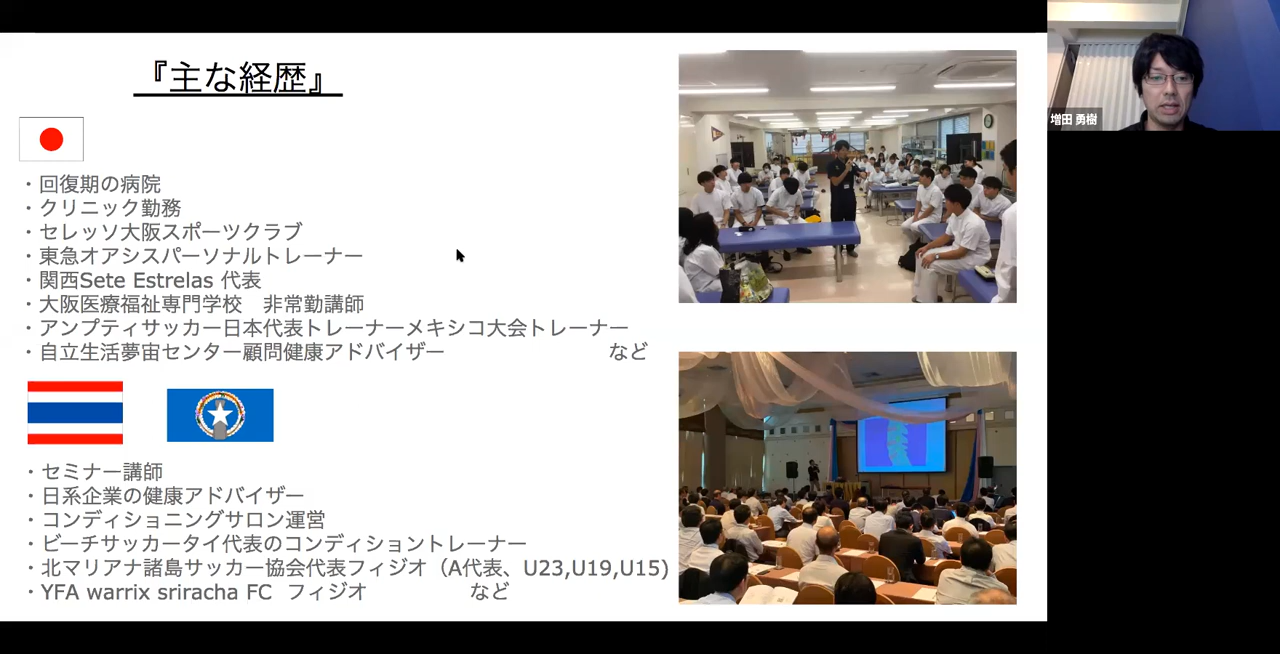 『主な経歴』
・回復期の病院
・クリニック勤務
・セレッソ大阪スポーツクラブ
・東急オアシスパーソナルトレーナー
・関西Sete Estrelas 代表
・大阪医療福祉専門学校　非常勤講師
・アンプティサッカー日本代表トレーナーメキシコ大会トレーナー
・自立生活夢宙センター顧問健康アドバイザー　など
・セミナー講師
・日系企業の健康アドバイザー
・コンディショニングサロン運営
・ビーチサッカータイ代表のコンディショントレーナー
・北マリアナ諸島サッカー協会代表フィジオ（A代表、U23,U19,U15)
・YFA warrix sriracha FC フィジオ　など
増田 勇樹